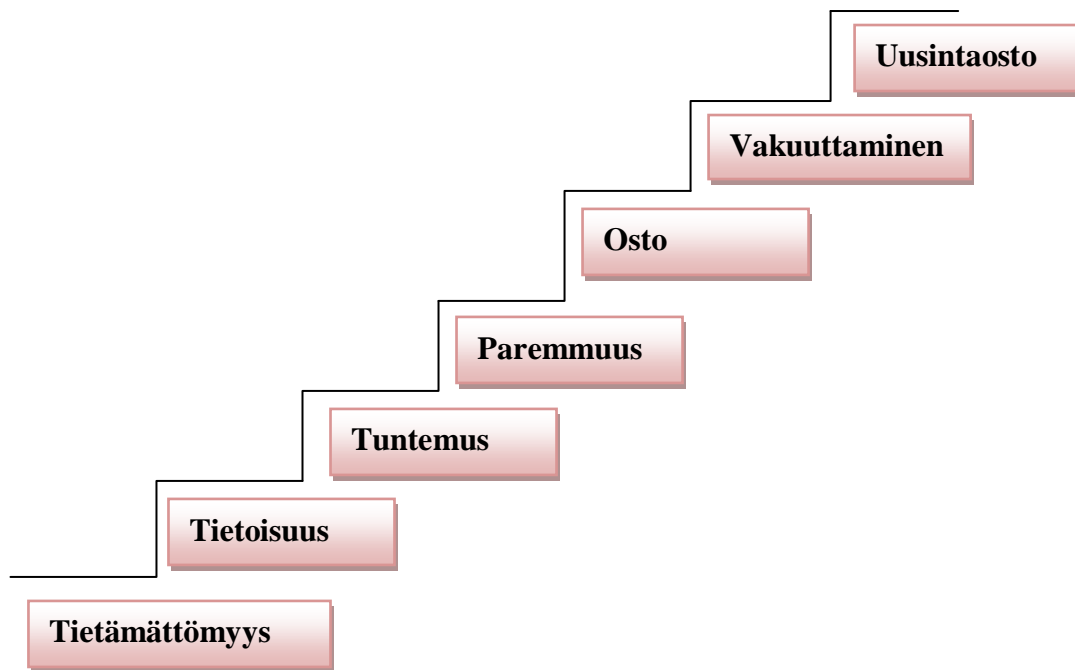 Uusintaosto
Vakuuttaminen
Osto
Paremmuus
Tuntemus
Tietoisuus
Tietämättömyys